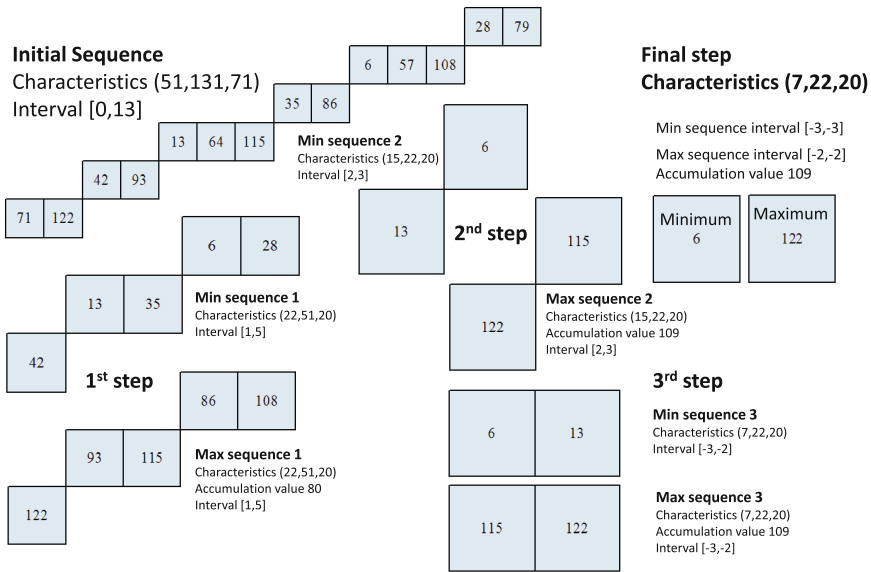 Initial Sequence
Characteristics (51,131,71)
Interval [0,13]
28 79
6 57 108
35 86
13 64 115
42 93
71 122
Min sequence 2
Characteristics (15,22,20)
Interval [2,3]
6
13
2nd step
115
122
Max sequence 2
Characteristics (15,22,20)
Accumulation value 109
Interval [2,3]
Final step
Characteristics (7,22,20)
Min sequence interval [-3,-3]
Max sequence interval [-2,-2]
Accumulation value 109
Minimum
6
Maximum
122
6 28
13 35
42
Min sequence 1
Characteristics (22,51,20)
Interval [1,5]
1st step
86 108
93 115
122
Max sequence 1
Characteristics (22,51,20)
Accumulation value 80
Interval [1,5]
3rd step
6 13
Min sequence 3
Characteristics (7,22,20)
Interval [-3,-2]
115 122
Max sequence 3
Characteristics (7,22,20)
Accumulation value 109
Interval [-3,-2]